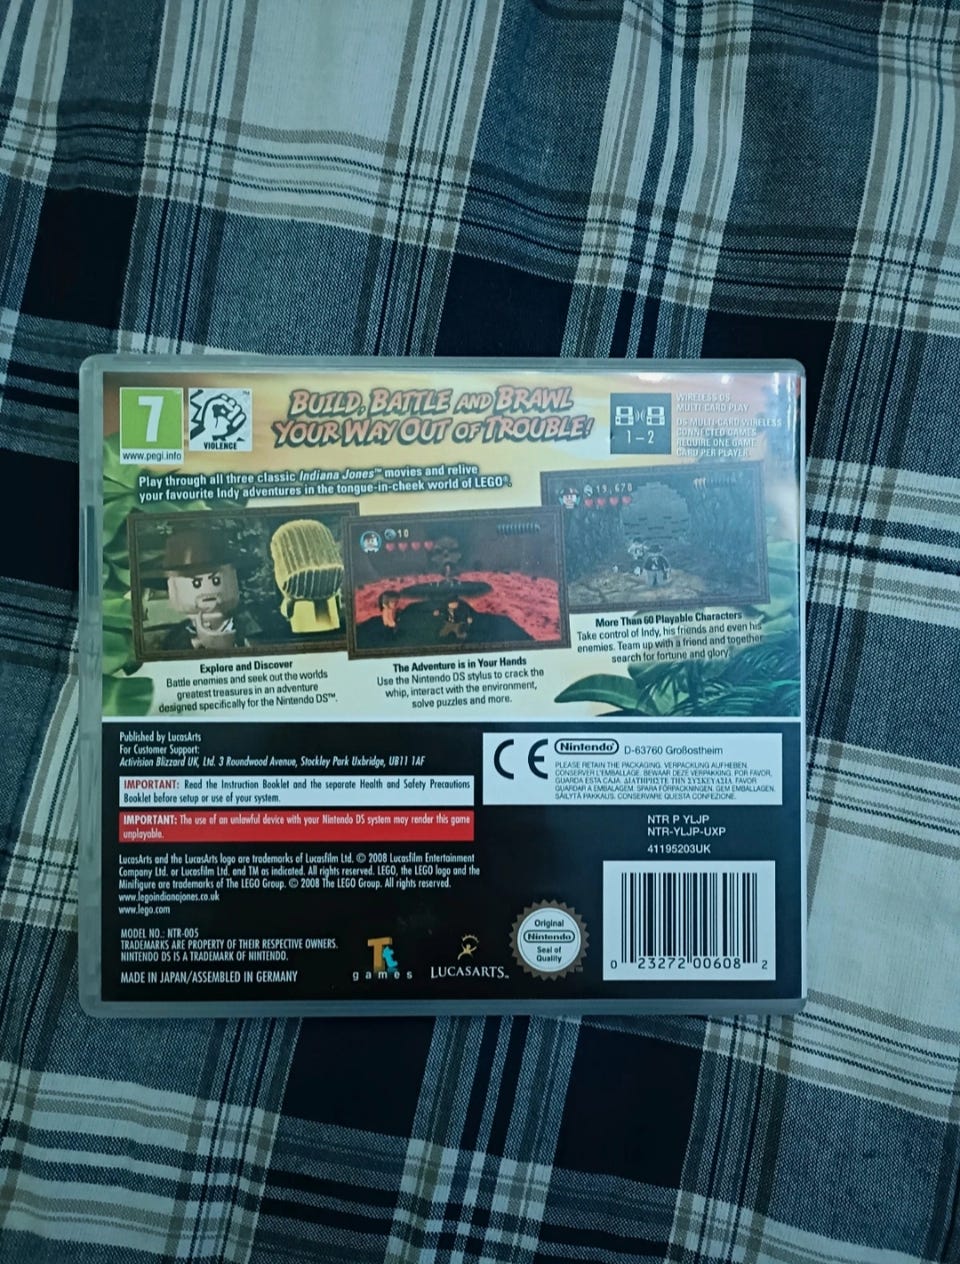 7
www.pegi.info
VIOLENCE
BUILD, BATTLE AND BRAWL
YOUR WAY OUT OF TROUBLE!
1-2
WIRELESS DS
MULTI-CARD PLAY
DS MULTI-CARD WIRELESS
CONNECTED GAMES
REQUIRE ONE GAME
CARD PER PLAYER.
Play through all three classic Indiana Jones™ movies and relive
your favourite Indy adventures in the tongue-in-cheek world of LEGO®.
10
19,670
Explore and Discover
Battle enemies and seek out the worlds
greatest treasures in an adventure
designed specifically for the Nintendo DS™.
The Adventure is in Your Hands
Use the Nintendo DS stylus to crack the
whip, interact with the environment,
solve puzzles and more.
More Than 60 Playable Characters
Take control of Indy, his friends and even his
enemies. Team up with a friend and together
search for fortune and glory.
Published by LucasArts
For Customer Support:
Activision Blizzard UK, Ltd. 3 Roundwood Avenue, Stockley Park Uxbridge, UB11 1AF
IMPORTANT: Read the Instruction Booklet and the separate Health and Safety Precautions
Booklet before setup or use of your system.
IMPORTANT: The use of an unlawful device with your Nintendo DS system may render this game
unplayable.
LucasArts and the LucasArts logo are trademarks of Lucasfilm Ltd. © 2008 Lucasfilm Entertainment
Company Ltd. or Lucasfilm Ltd. and TM as indicated. All rights reserved. LEGO, the LEGO logo and the
Minifigure are trademarks of The LEGO Group. © 2008 The LEGO Group. All rights reserved.
www.legoindianajones.co.uk
www.lego.com
MODEL NO.: NTR-005
TRADEMARKS ARE PROPERTY OF THEIR RESPECTIVE OWNERS.
NINTENDO DS IS A TRADEMARK OF NINTENDO.
MADE IN JAPAN/ASSEMBLED IN GERMANY
Tt
games
LUCASARTS™
Original
Nintendo
Seal of
Quality
CE
Nintendo D-63760 Großostheim
PLEASE RETAIN THE PACKAGING. VERPACKUNG AUFHEBEN.
CONSERVER L'EMBALLAGE. BEWAAR DEZE VERPAKKING. POR FAVOR,
GUARDA ESTA CAJA. ΔΙΑΤΗΡΗΣΤΕ ΤΗΝ ΣΥΣΚΕΥΑΣΙΑ. FAVOR
GUARDAR A EMBALAGEM. SPARA FÖRPACKNINGEN. GEM EMBALLAGEN.
SÄILYTÄ PAKKAUS. CONSERVARE QUESTA CONFEZIONE.
NTR P YLJP
NTR-YLJP-UXP
41195203UK
0 23272 00608 2